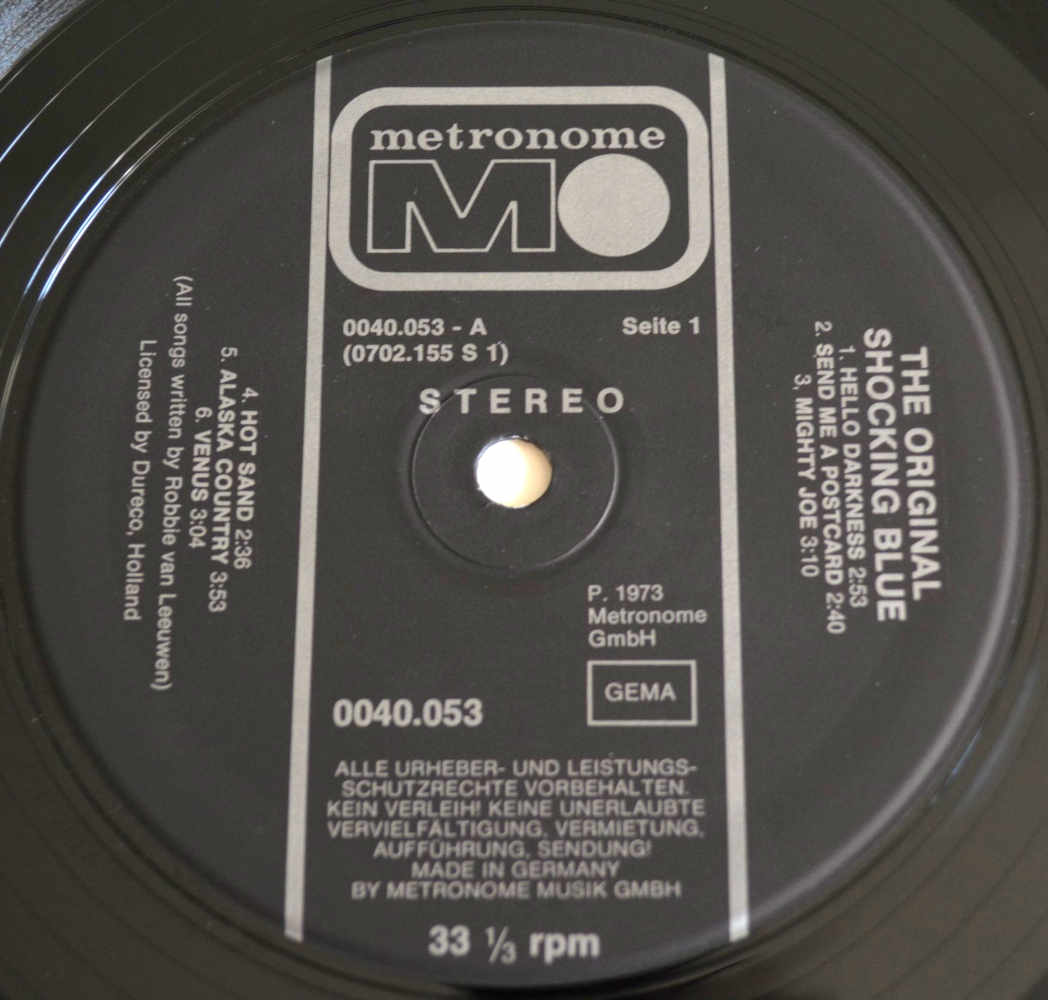 metronome
MO
0040.053 - A
Seite 1
(0702.155 S 1)
STEREO
THE ORIGINAL
SHOCKING BLUE
1. HELLO DARKNESS 2:53
2. SEND ME A POSTCARD 2:40
3. MIGHTY JOE 3:10
4. HOT SAND 2:36
5. ALASKA COUNTRY 3:53
6. VENUS 3:04
(All songs written by Robbie van Leeuwen)
Licensed by Dureco, Holland
P. 1973
Metronome
GmbH
GEMA
0040.053
ALLE URHEBER- UND LEISTUNGS-
SCHUTZRECHTE VORBEHALTEN.
KEIN VERLEIH! KEINE UNERLAUBTE
VERVIELFÄLTIGUNG, VERMIETUNG,
AUFFÜHRUNG, SENDUNG!
MADE IN GERMANY
BY METRONOME MUSIK GMBH
33 ⅓ rpm